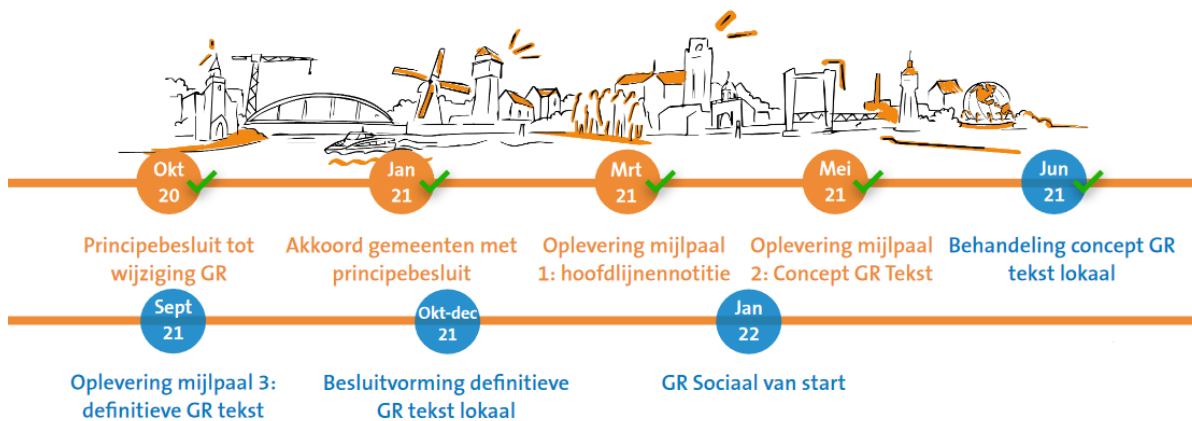 Okt
20
Jan
21
Mrt
21
Mei
21
Jun
21
Principebesluit tot
wijziging GR
Akkoord gemeenten met
principebesluit
Oplevering mijlpaal
1: hoofdlijnennotitie
Oplevering mijlpaal
2: Concept GR Tekst
Behandeling concept GR
tekst lokaal
Sept
21
Okt-dec
21
Jan
22
Oplevering mijlpaal 3:
definitieve GR tekst
Besluitvorming definitieve
GR tekst lokaal
GR Sociaal van start